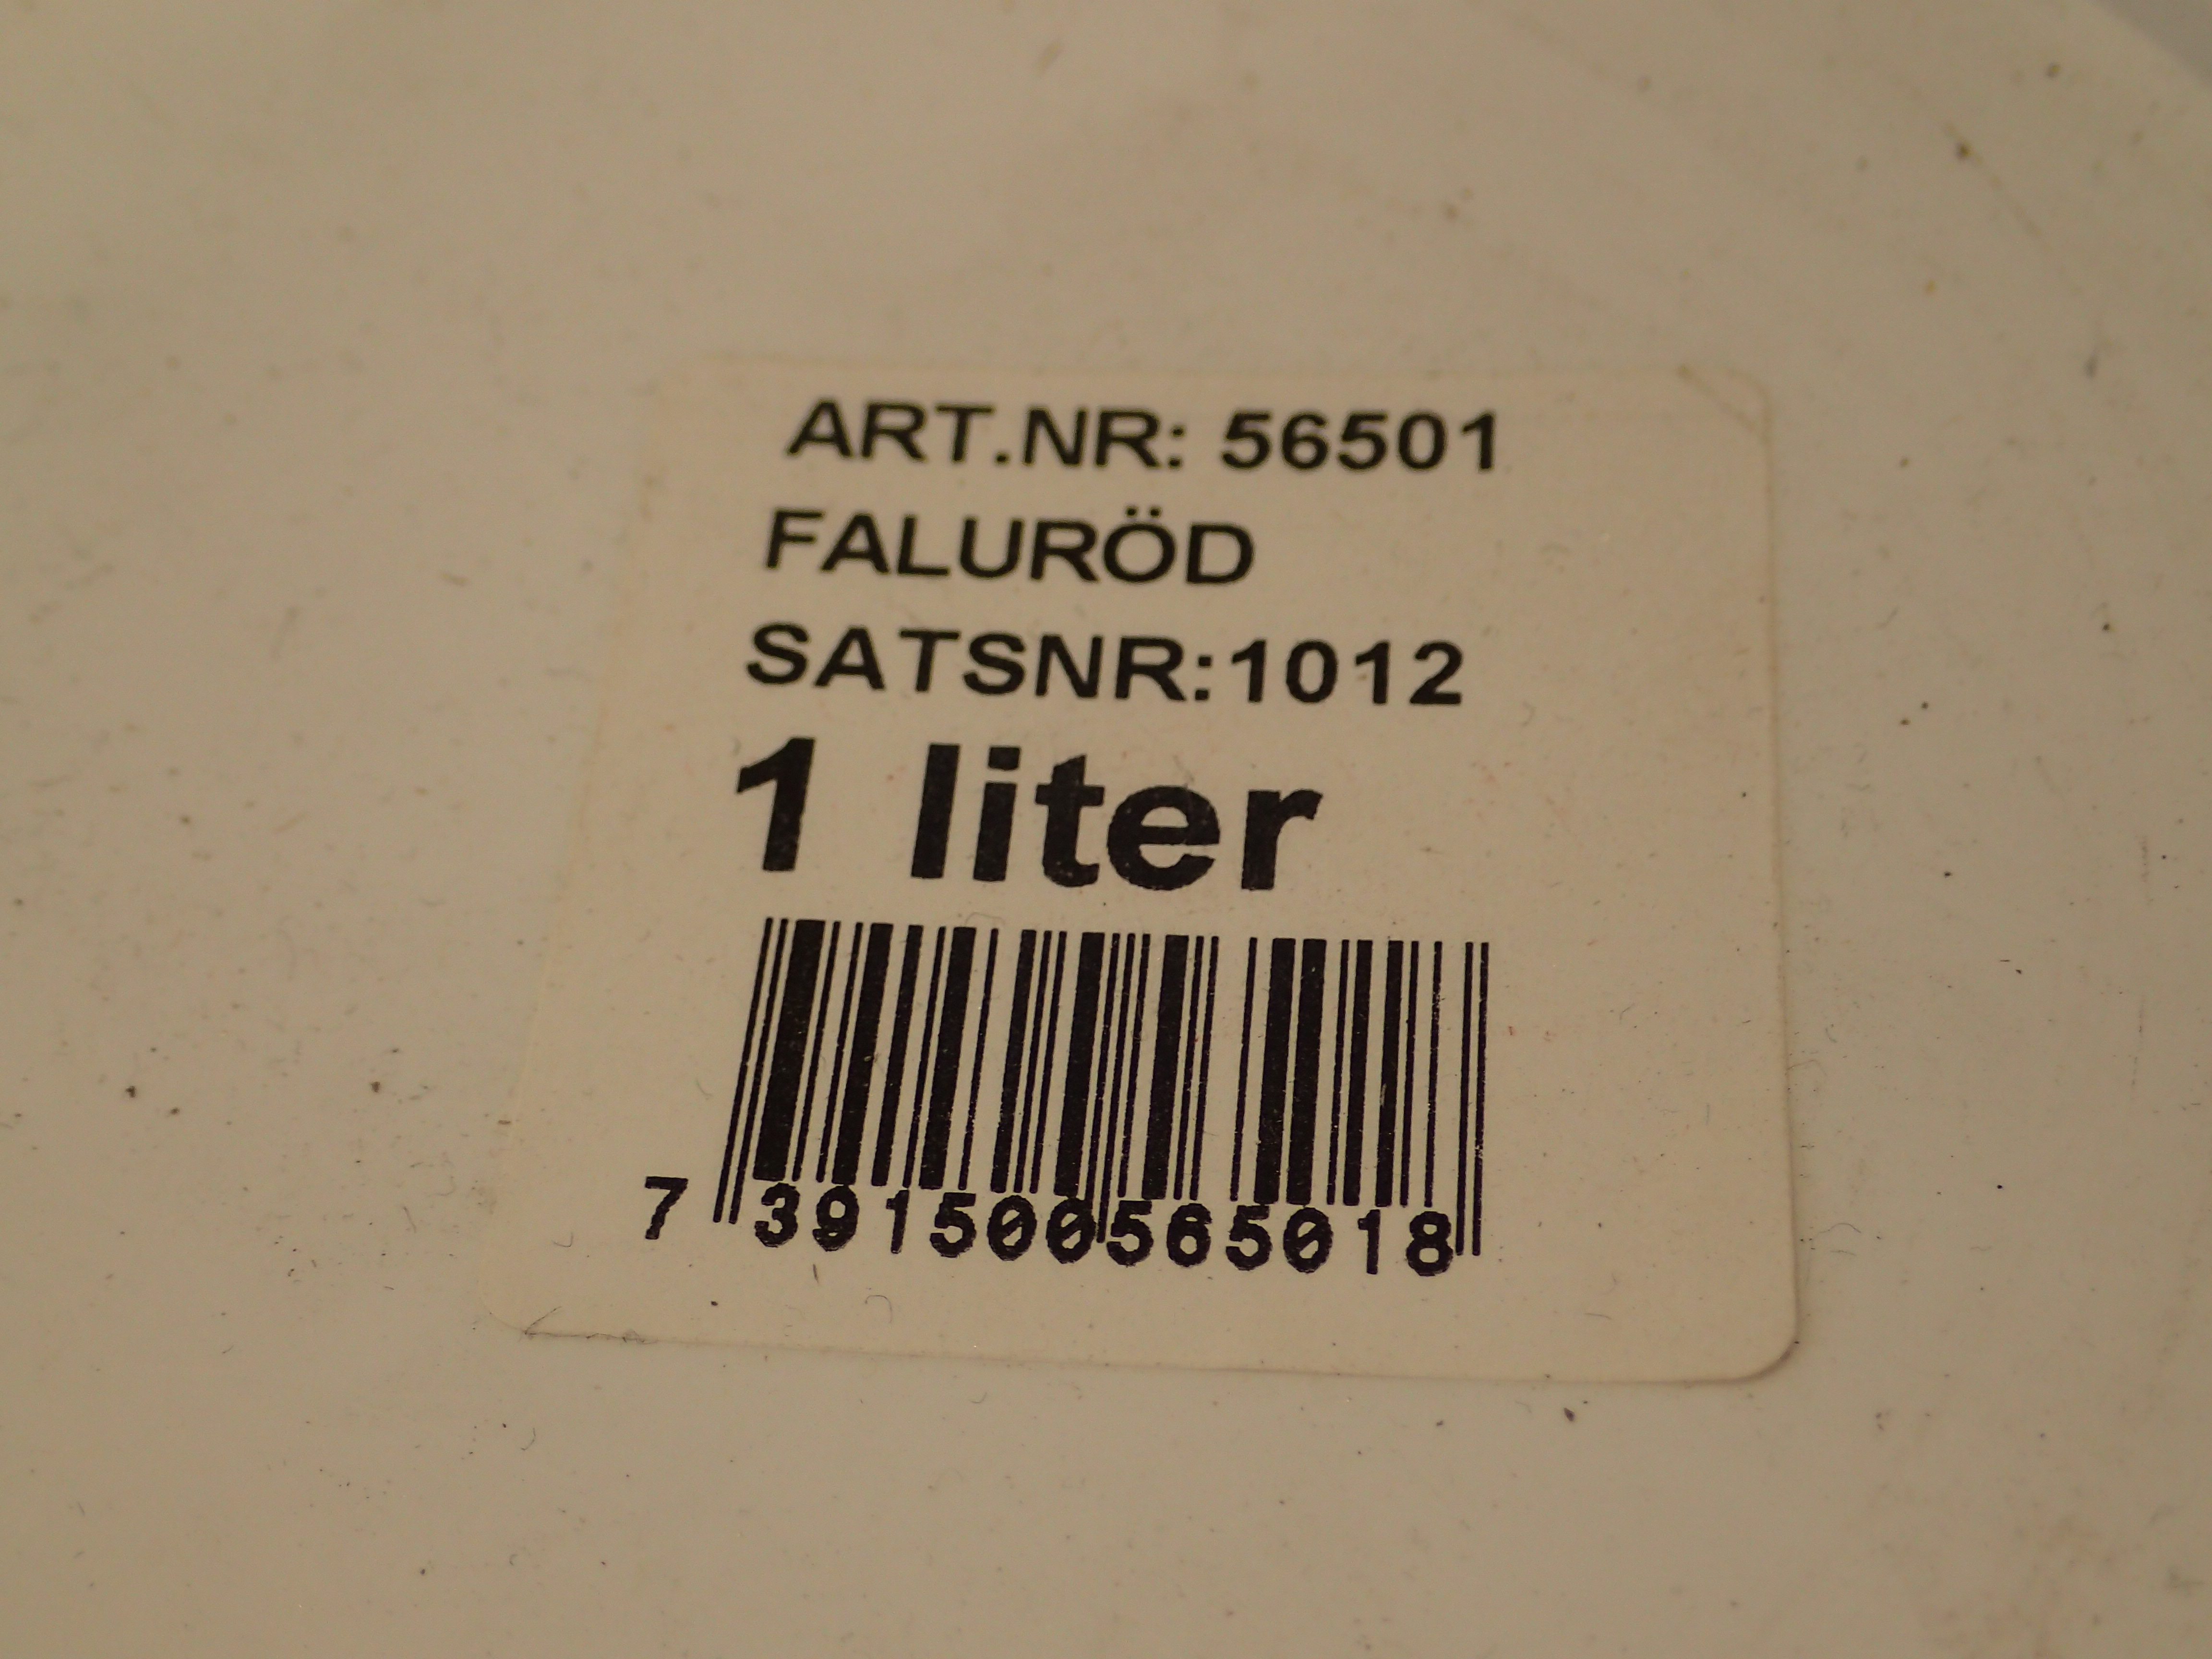 ART.NR: 56501
FALURÖD
SATSNR:1012
1 liter
7 391500 565018